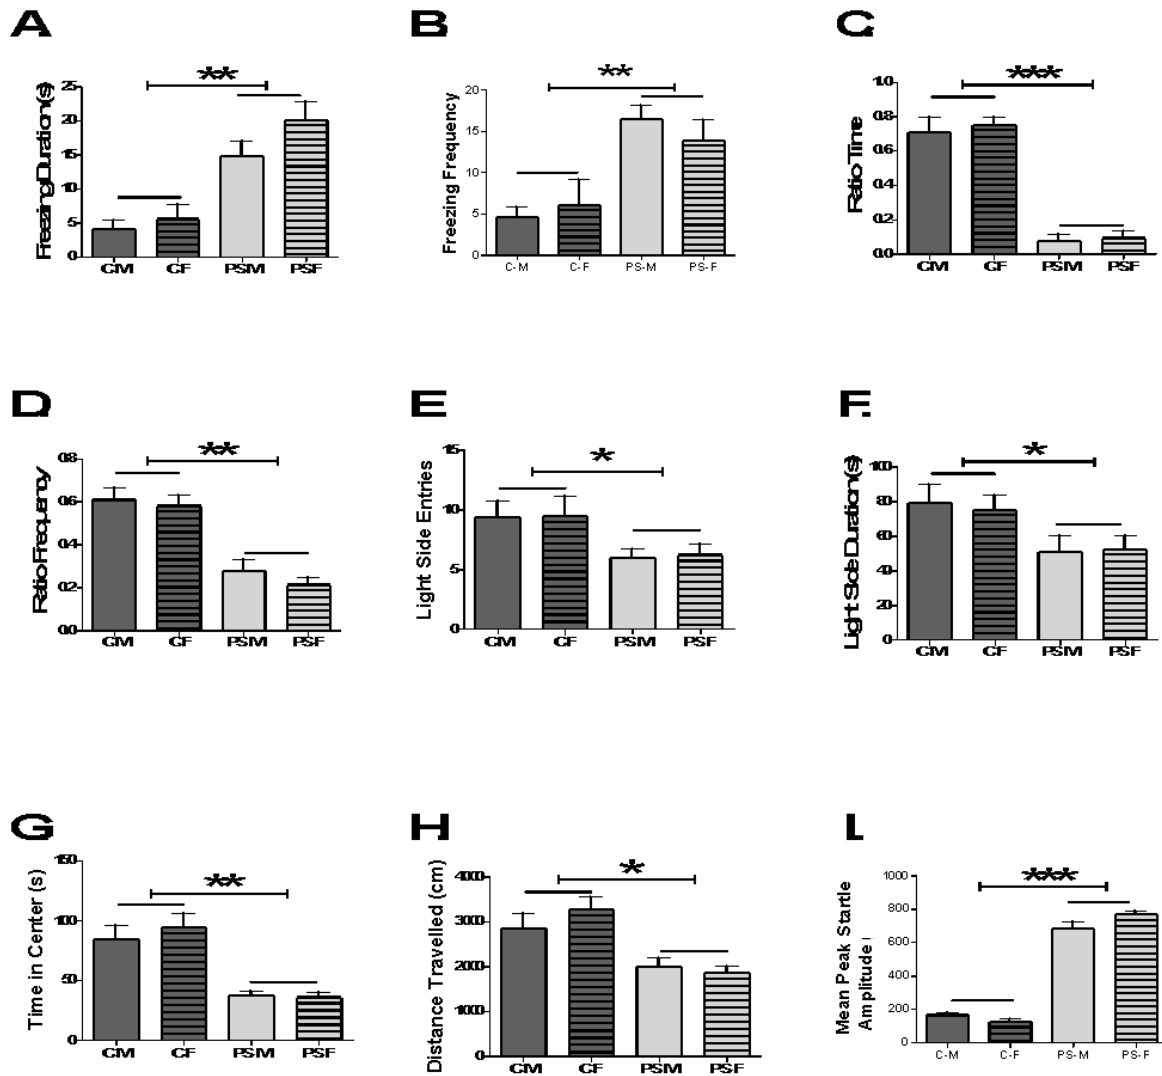 A. B. C.
** ** ***
Freezing Duration (s)
25
20
15
10
5
0
CM CF PSM PSF
Freezing Frequency
20
15
10
5
0
C-M C-F PS-M PS-F
Ratio Time
1.0
0.8
0.6
0.4
0.2
0.0
CM CF PSM PSF
D. E. F.
** * *
Ratio Frequency
0.8
0.6
0.4
0.2
0.0
CM CF PSM PSF
Light Side Entries
15
10
5
0
CM CF PSM PSF
Light Side Duration (s)
100
80
60
40
20
0
CM CF PSM PSF
G. H. I.
** * ***
Time in Center (s)
150
100
50
0
CM CF PSM PSF
Distance Travelled (cm)
4000
3000
2000
1000
0
CM CF PSM PSF
Mean Peak Startle
Amplitude
1000
800
600
400
200
0
C-M C-F PS-M PS-F